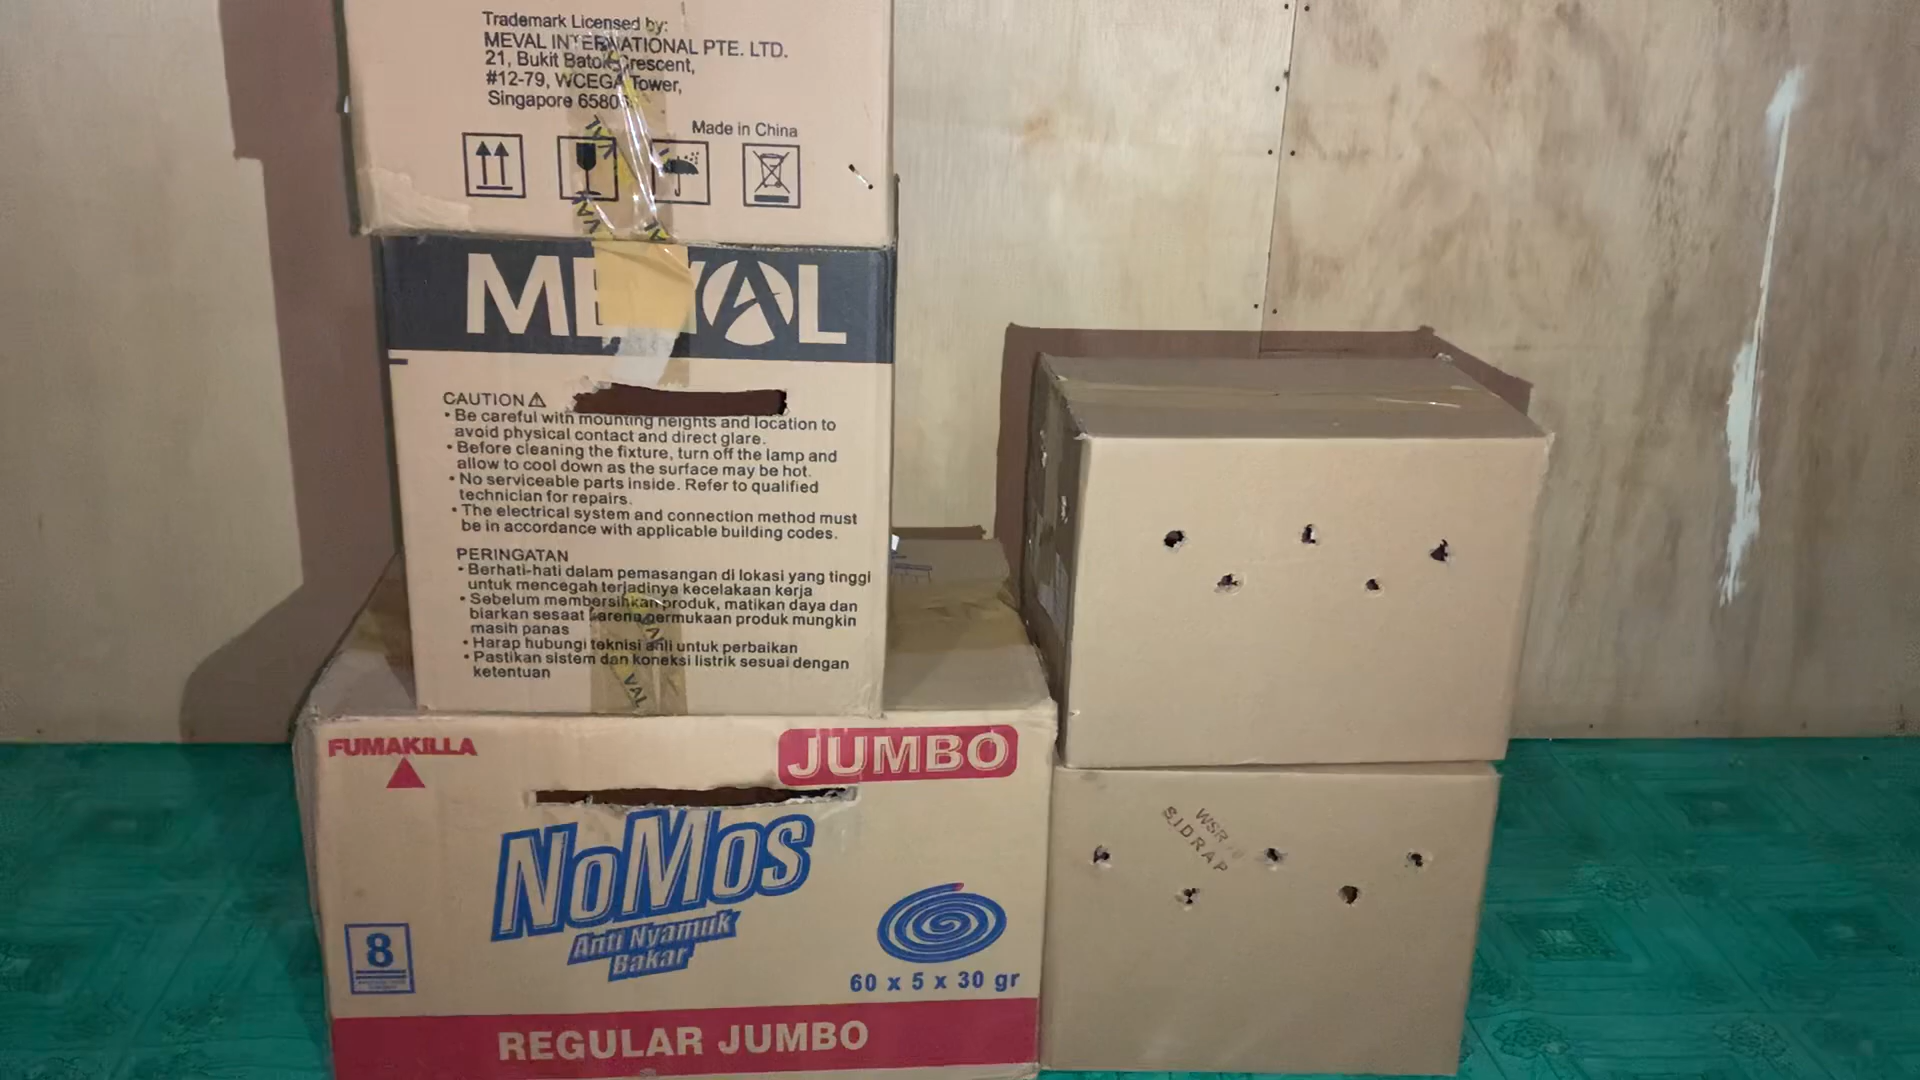 Trademark Licensed by:
MEVAL INTERNATIONAL PTE. LTD.
21, Bukit Batok Crescent,
#12-79, WCEGA Tower,
Singapore
Made in China
MEVAL
CAUTION
• Be careful with mounting heights and location to
avoid physical contact and direct glare.
• Before cleaning the fixture, turn off the lamp and
allow to cool down as the surface may be hot.
• No serviceable parts inside. Refer to qualified
technician for repairs.
• The electrical system and connection method must
be in accordance with applicable building codes.
PERINGATAN
• Berhati-hati dalam pemasangan di lokasi yang tinggi
untuk mencegah terjadinya kecelakaan kerja
• Sebelum membersihkan produk, matikan daya dan
biarkan sesaat karena permukaan produk mungkin
masih panas
• Harap hubungi teknisi ahli untuk perbaikan
• Pastikan sistem dan koneksi listrik sesuai dengan
ketentuan
VAL
FUMAKILLA
JUMBO
NoMos
Anti Nyamuk
Bakar
8
60 x 5 x 30 gr
REGULAR JUMBO
WSR
SIDRAP